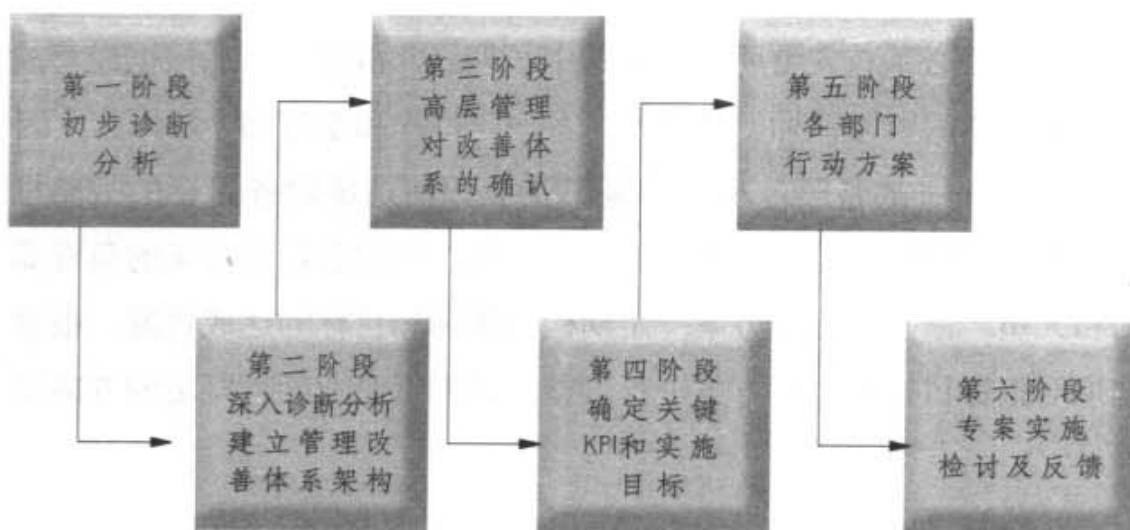 第一阶段
初步诊断
分析
第二阶段
深入诊断分析
建立管理改
善体系架构
第三阶段
高层管理
对改善体
系的确认
第四阶段
确定关键
KPI和实施
目标
第五阶段
各部门
行动方案
第六阶段
专案实施
检讨及反馈